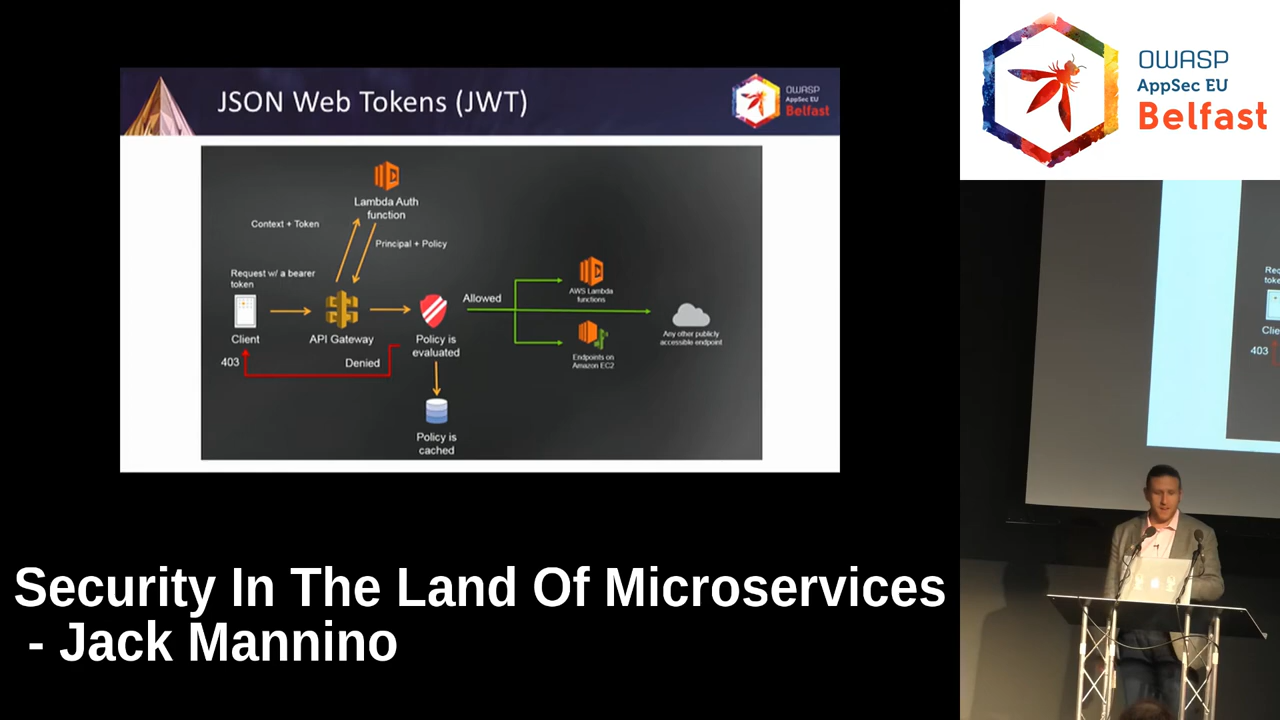 JSON Web Tokens (JWT)
OWASP
AppSec EU
Belfast
Lambda Auth
function
Context + Token
Principal + Policy
Request w/ a bearer
token
Client
API Gateway
Policy is
evaluated
Allowed
AWS Lambda
functions
Any other publicly
accessible endpoint
Endpoints on
Amazon EC2
403
Denied
Policy is
cached
Security In The Land Of Microservices
- Jack Mannino
OWASP
AppSec EU
Belfast
403